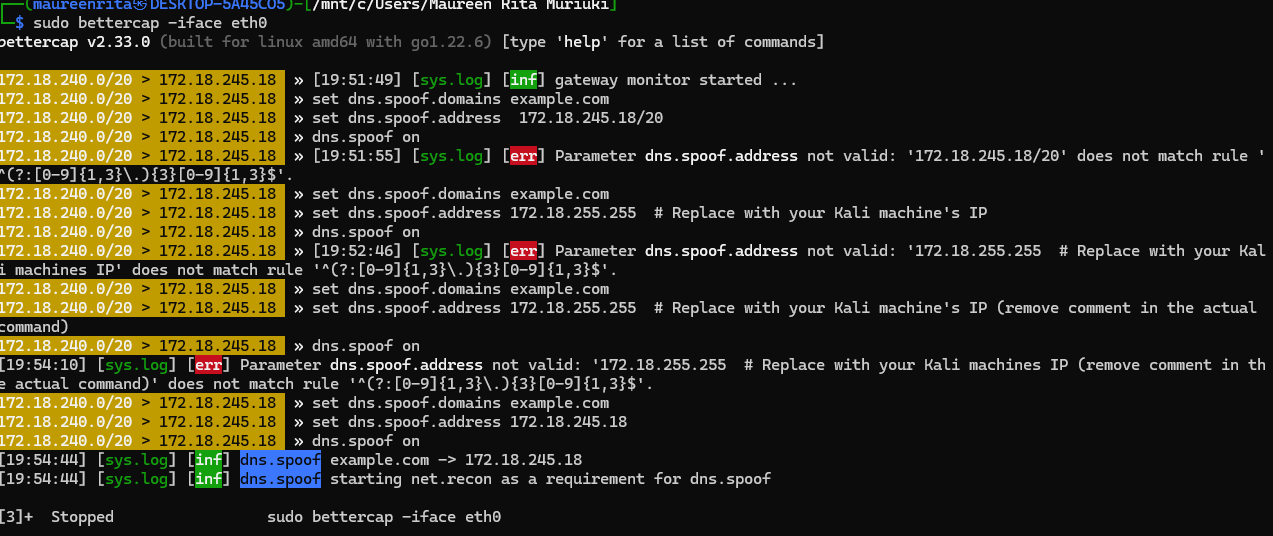 (maureenrita㉿DESKTOP-5A45CO5)-[/mnt/c/Users/Maureen Rita Muriuki]
$ sudo bettercap -iface eth0
bettercap v2.33.0 (built for linux amd64 with go1.22.6) [type 'help' for a list of commands]
172.18.240.0/20 > 172.18.245.18 » [19:51:49] [sys.log] [inf] gateway monitor started ...
172.18.240.0/20 > 172.18.245.18 » set dns.spoof.domains example.com
172.18.240.0/20 > 172.18.245.18 » set dns.spoof.address  172.18.245.18/20
172.18.240.0/20 > 172.18.245.18 » dns.spoof on
172.18.240.0/20 > 172.18.245.18 » [19:51:55] [sys.log] [err] Parameter dns.spoof.address not valid: '172.18.245.18/20' does not match rule '
^(?:[0-9]{1,3}\.){3}[0-9]{1,3}$'.
172.18.240.0/20 > 172.18.245.18 » set dns.spoof.domains example.com
172.18.240.0/20 > 172.18.245.18 » set dns.spoof.address 172.18.255.255  # Replace with your Kali machine's IP
172.18.240.0/20 > 172.18.245.18 » dns.spoof on
172.18.240.0/20 > 172.18.245.18 » [19:52:46] [sys.log] [err] Parameter dns.spoof.address not valid: '172.18.255.255  # Replace with your Kal
i machines IP' does not match rule '^(?:[0-9]{1,3}\.){3}[0-9]{1,3}$'.
172.18.240.0/20 > 172.18.245.18 » set dns.spoof.domains example.com
172.18.240.0/20 > 172.18.245.18 » set dns.spoof.address 172.18.255.255  # Replace with your Kali machine's IP (remove comment in the actual
command)
172.18.240.0/20 > 172.18.245.18 » dns.spoof on
[19:54:10] [sys.log] [err] Parameter dns.spoof.address not valid: '172.18.255.255  # Replace with your Kali machines IP (remove comment in th
e actual command)' does not match rule '^(?:[0-9]{1,3}\.){3}[0-9]{1,3}$'.
172.18.240.0/20 > 172.18.245.18 » set dns.spoof.domains example.com
172.18.240.0/20 > 172.18.245.18 » set dns.spoof.address 172.18.245.18
172.18.240.0/20 > 172.18.245.18 » dns.spoof on
[19:54:44] [sys.log] [inf] dns.spoof example.com -> 172.18.245.18
[19:54:44] [sys.log] [inf] dns.spoof starting net.recon as a requirement for dns.spoof
[3]+  Stopped                 sudo bettercap -iface eth0